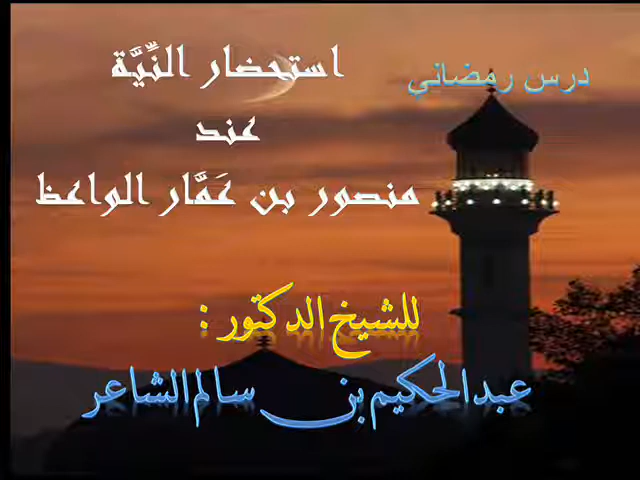 درس رمضاني
استحضار النِّيَّة
عند
منصور بن عَمَّار الواعظ
للشيخ الدكتور :
عبدالحكيم بن سالم الشاعر